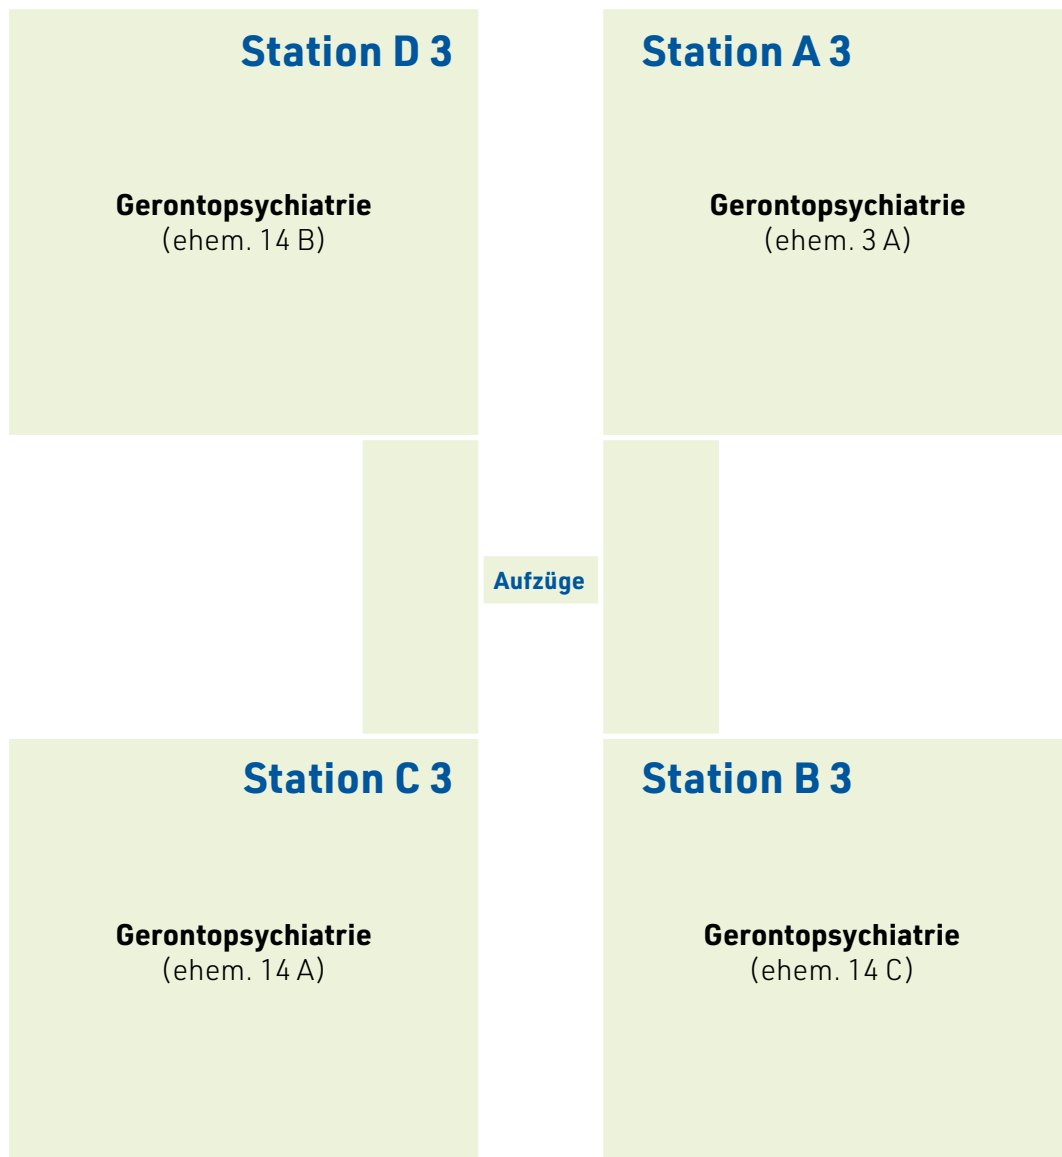 Station D 3
Gerontopsychiatrie
(ehem. 14 B)
Station A 3
Gerontopsychiatrie
(ehem. 3 A)
Aufzüge
Station C 3
Gerontopsychiatrie
(ehem. 14 A)
Station B 3
Gerontopsychiatrie
(ehem. 14 C)